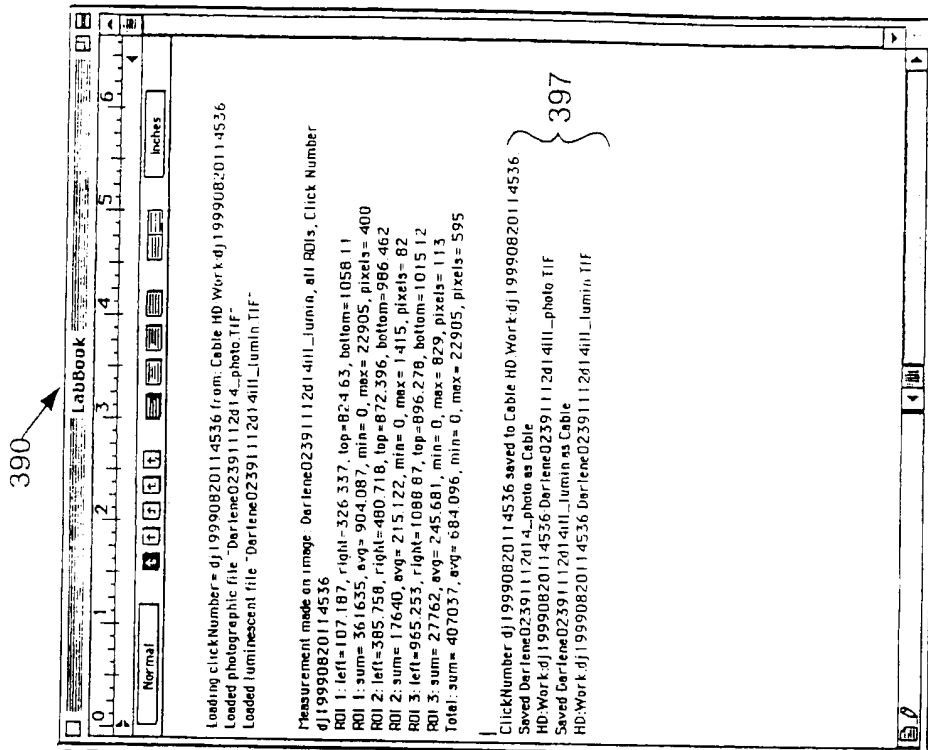 390
LabBook
0 1 2 3 4 5 6
Normal
Inches
Loading clickNumber = dj19990820114536 from: Cable HD Work:dj19990820114536
Loaded photographic file "Darlene02391112d14_photo.TIF"
Loaded luminescent file "Darlene02391112d14ill_lumin.TIF"
Measurement made on image: Darlene02391112d14ill_lumin, all ROIs, Click Number
dj19990820114536
ROI 1: left=107.187, right=326.337, top=824.63, bottom=1058.11
ROI 1: sum= 361635, avg= 904.087, min= 0, max= 22905, pixels= 400
ROI 2: left=385.758, right=480.718, top=872.396, bottom=986.462
ROI 2: sum= 17640, avg= 215.122, min= 0, max= 1415, pixels= 82
ROI 3: left=965.253, right=1088.87, top=896.278, bottom=1015.12
ROI 3: sum= 27762, avg= 245.681, min= 0, max= 829, pixels= 113
Total: sum= 407037, avg= 684.096, min= 0, max= 22905, pixels= 595
ClickNumber dj19990820114536 saved to Cable HD:Work:dj19990820114536
Saved Darlene02391112d14_photo as Cable
HD:Work:dj19990820114536:Darlene02391112d14ill_photo.TIF
Saved Darlene02391112d14ill_lumin as Cable
HD:Work:dj19990820114536:Darlene02391112d14ill_lumin.TIF
397